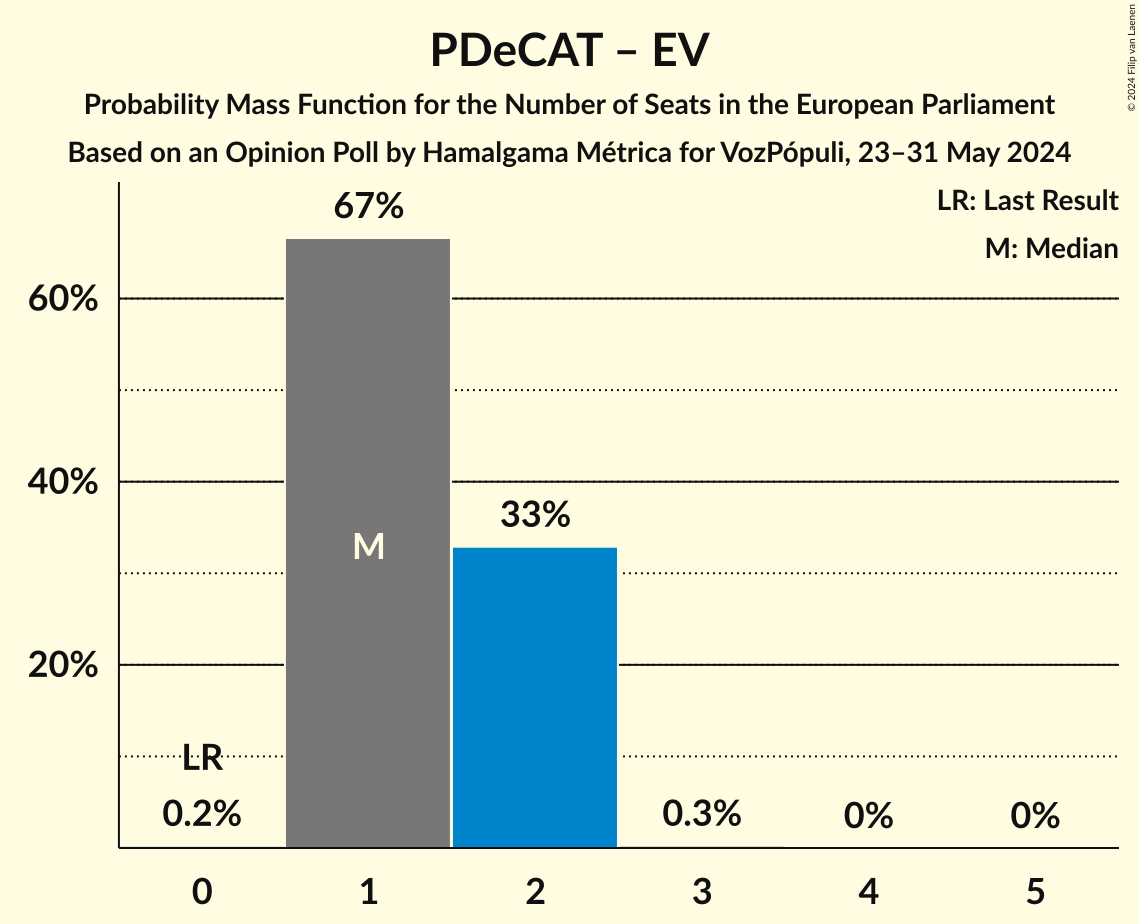 PDeCAT – EV
Probability Mass Function for the Number of Seats in the European Parliament
Based on an Opinion Poll by Hamalgama Métrica for VozPópuli, 23–31 May 2024
© 2024 Filip van Laenen
LR: Last Result
M: Median
67%
60%
40%
33%
M
20%
LR
0.2%
0.3%
0%
0%
0
1
2
3
4
5